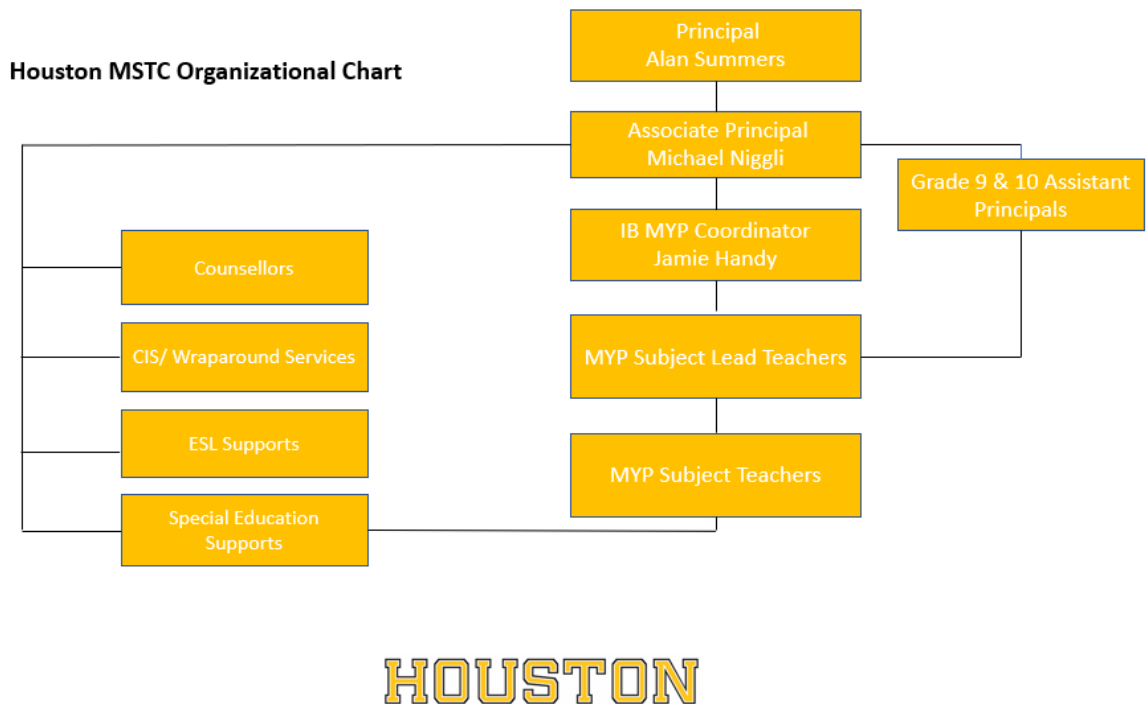 Principal
Alan Summers
Houston MSTC Organizational Chart
Associate Principal
Michael Niggli
Grade 9 & 10 Assistant
Principals
IB MYP Coordinator
Jamie Handy
Counsellors
CIS/ Wraparound Services
MYP Subject Lead Teachers
ESL Supports
MYP Subject Teachers
Special Education
Supports
HOUSTON